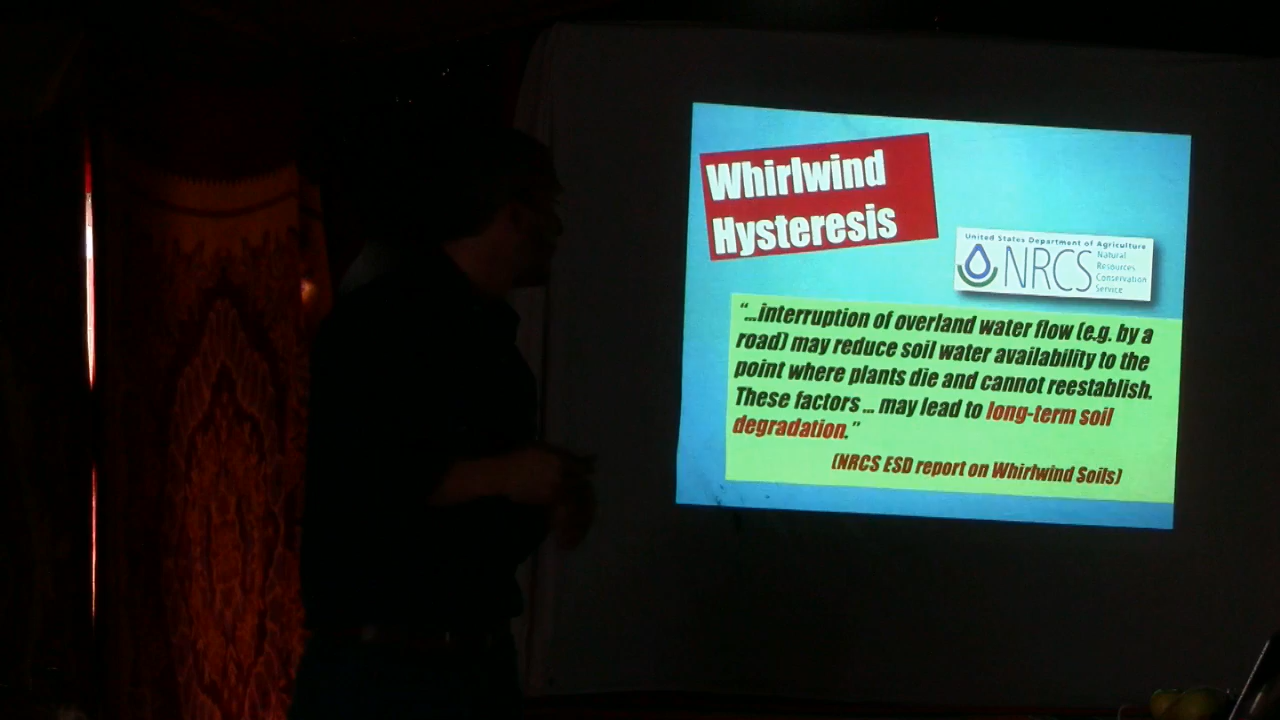 Whirlwind
Hysteresis
United States Department of Agriculture
NRCS
Natural
Resources
Conservation
Service
“...interruption of overland water flow (e.g. by a
road) may reduce soil water availability to the
point where plants die and cannot reestablish.
These factors ... may lead to long-term soil
degradation.”
(NRCS ESD report on Whirlwind Soils)